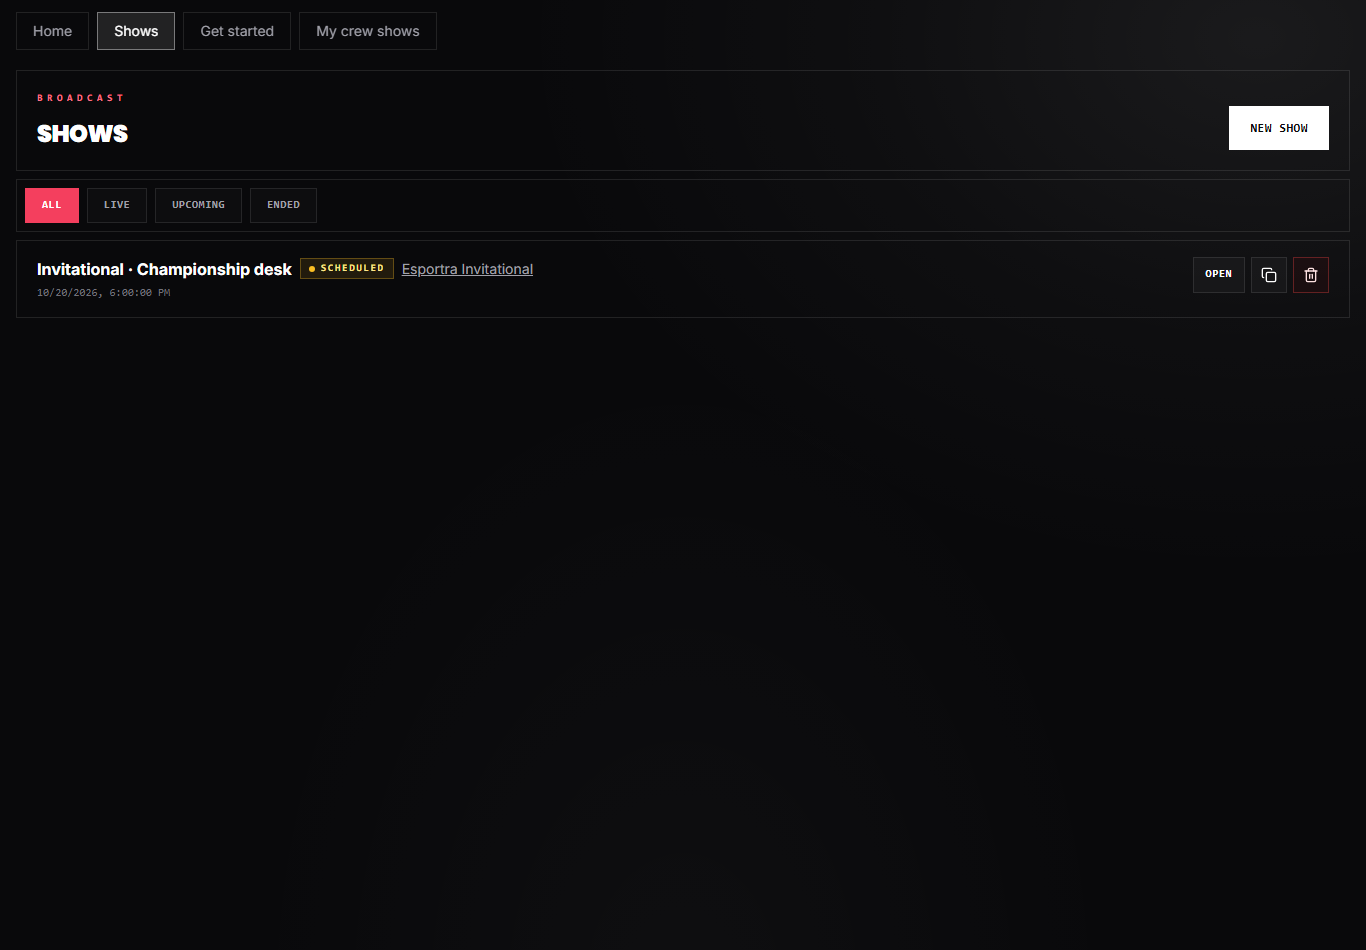 Home Shows Get started My crew shows
BROADCAST
SHOWS
NEW SHOW
ALL LIVE UPCOMING ENDED
Invitational · Championship desk SCHEDULED Esportra Invitational
OPEN
10/20/2026, 6:00:00 PM